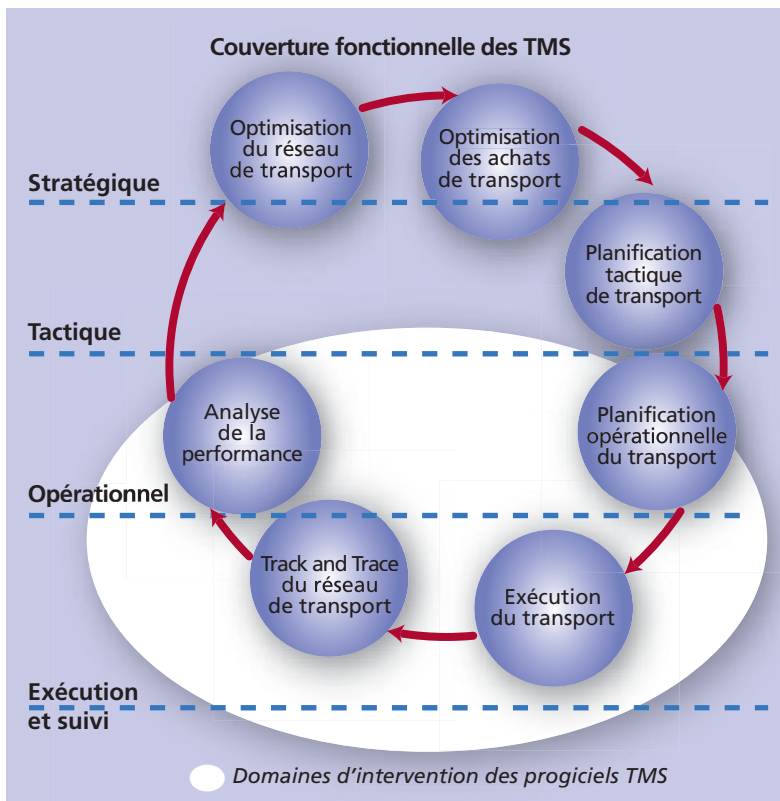 Couverture fonctionnelle des TMS
Optimisation
du réseau
de transport
Optimisation
des achats
de transport
Stratégique
Planification
tactique
de transport
Tactique
Analyse
de la
performance
Planification
opérationnelle
du transport
Opérationnel
Track and Trace
du réseau
de transport
Exécution
du transport
Exécution
et suivi
Domaines d'intervention des progiciels TMS